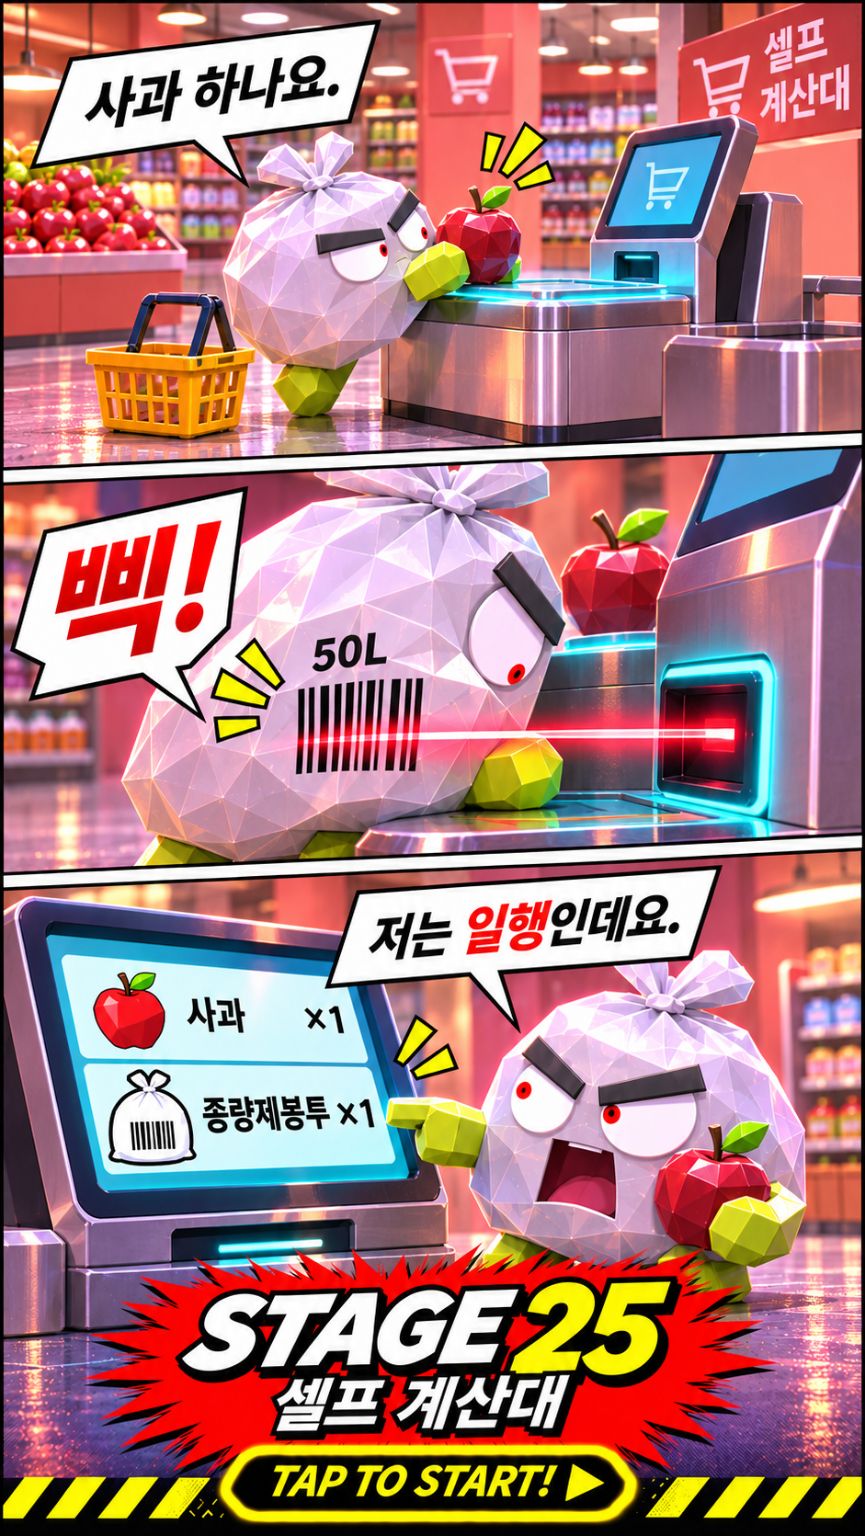 사과 하나요.
셀프
계산대
삑!
50L
저는 일행인데요.
사과 ×1
종량제봉투 ×1
STAGE 25
셀프 계산대
TAP TO START!